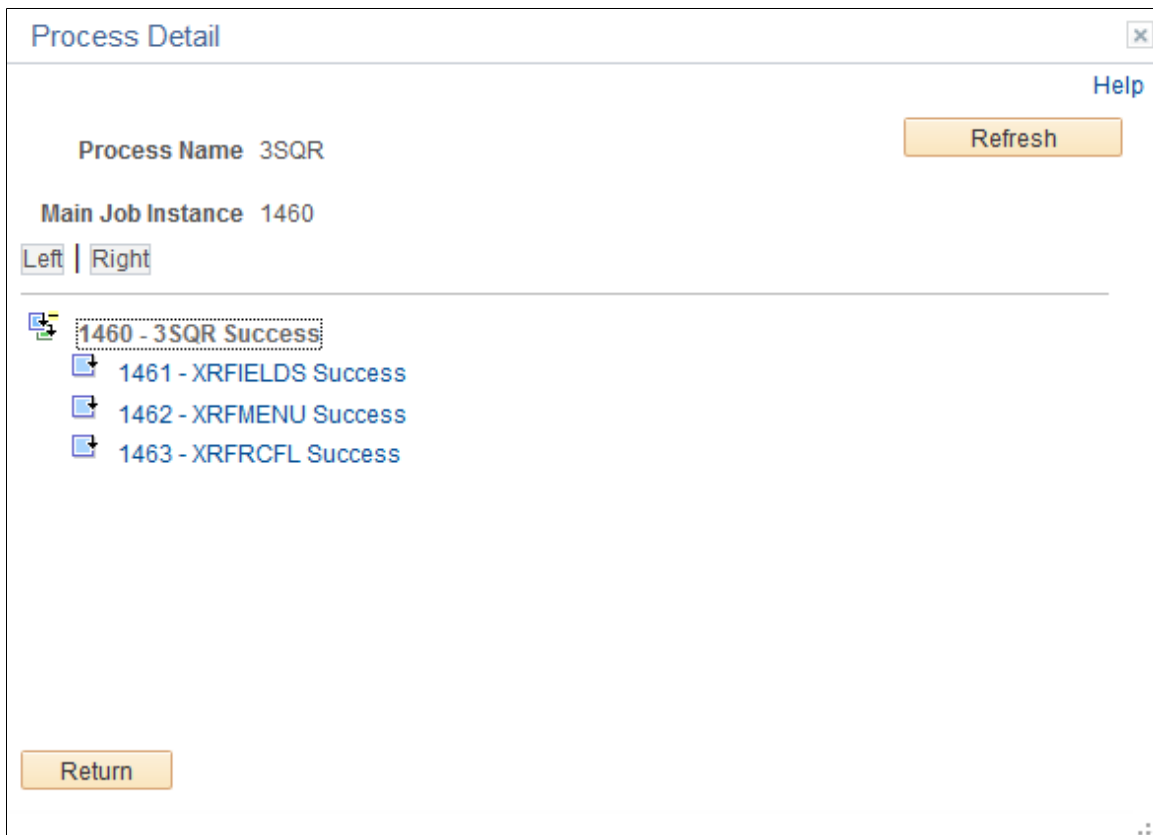 Process Detail
Help
Refresh
Process Name 3SQR
Main Job Instance 1460
Left | Right
1460 - 3SQR Success
1461 - XRFIELDS Success
1462 - XRFMENU Success
1463 - XRFRCFL Success
Return